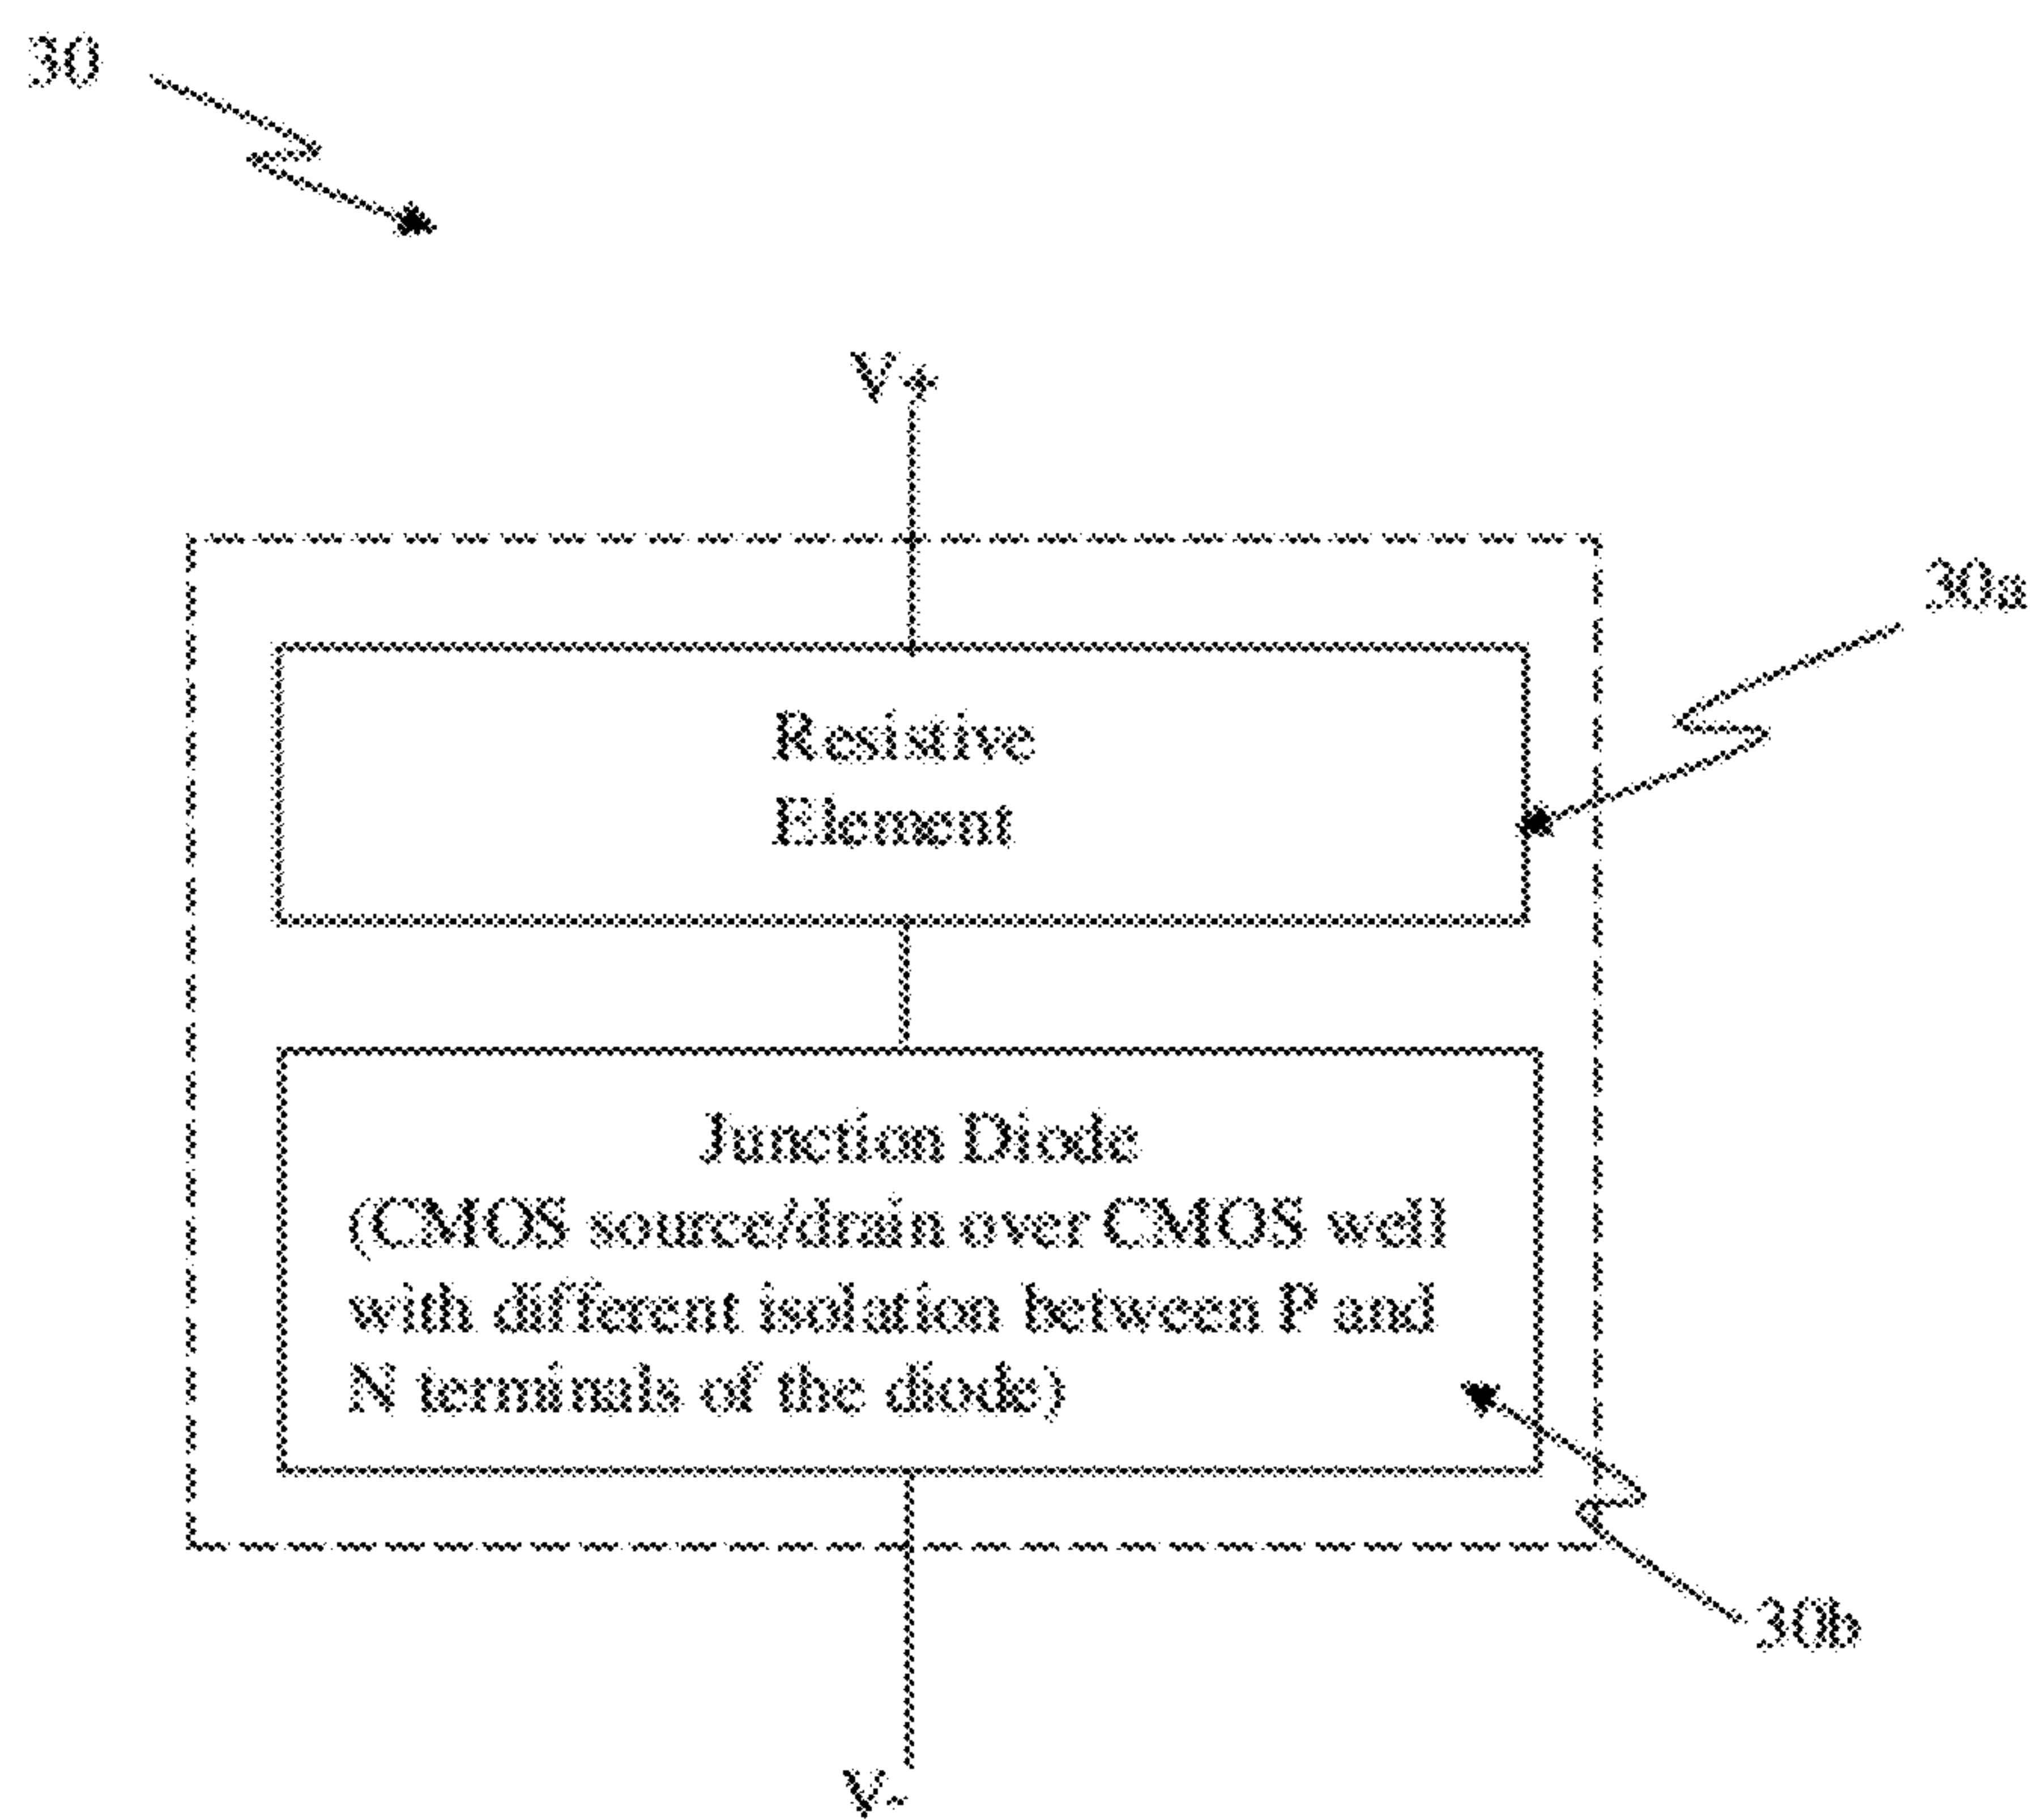 30
V+
30a
Resistive
Element
Junction Diode
(CMOS source/drain over CMOS well
with different isolation between P and
N terminals of the diode)
30b
V-